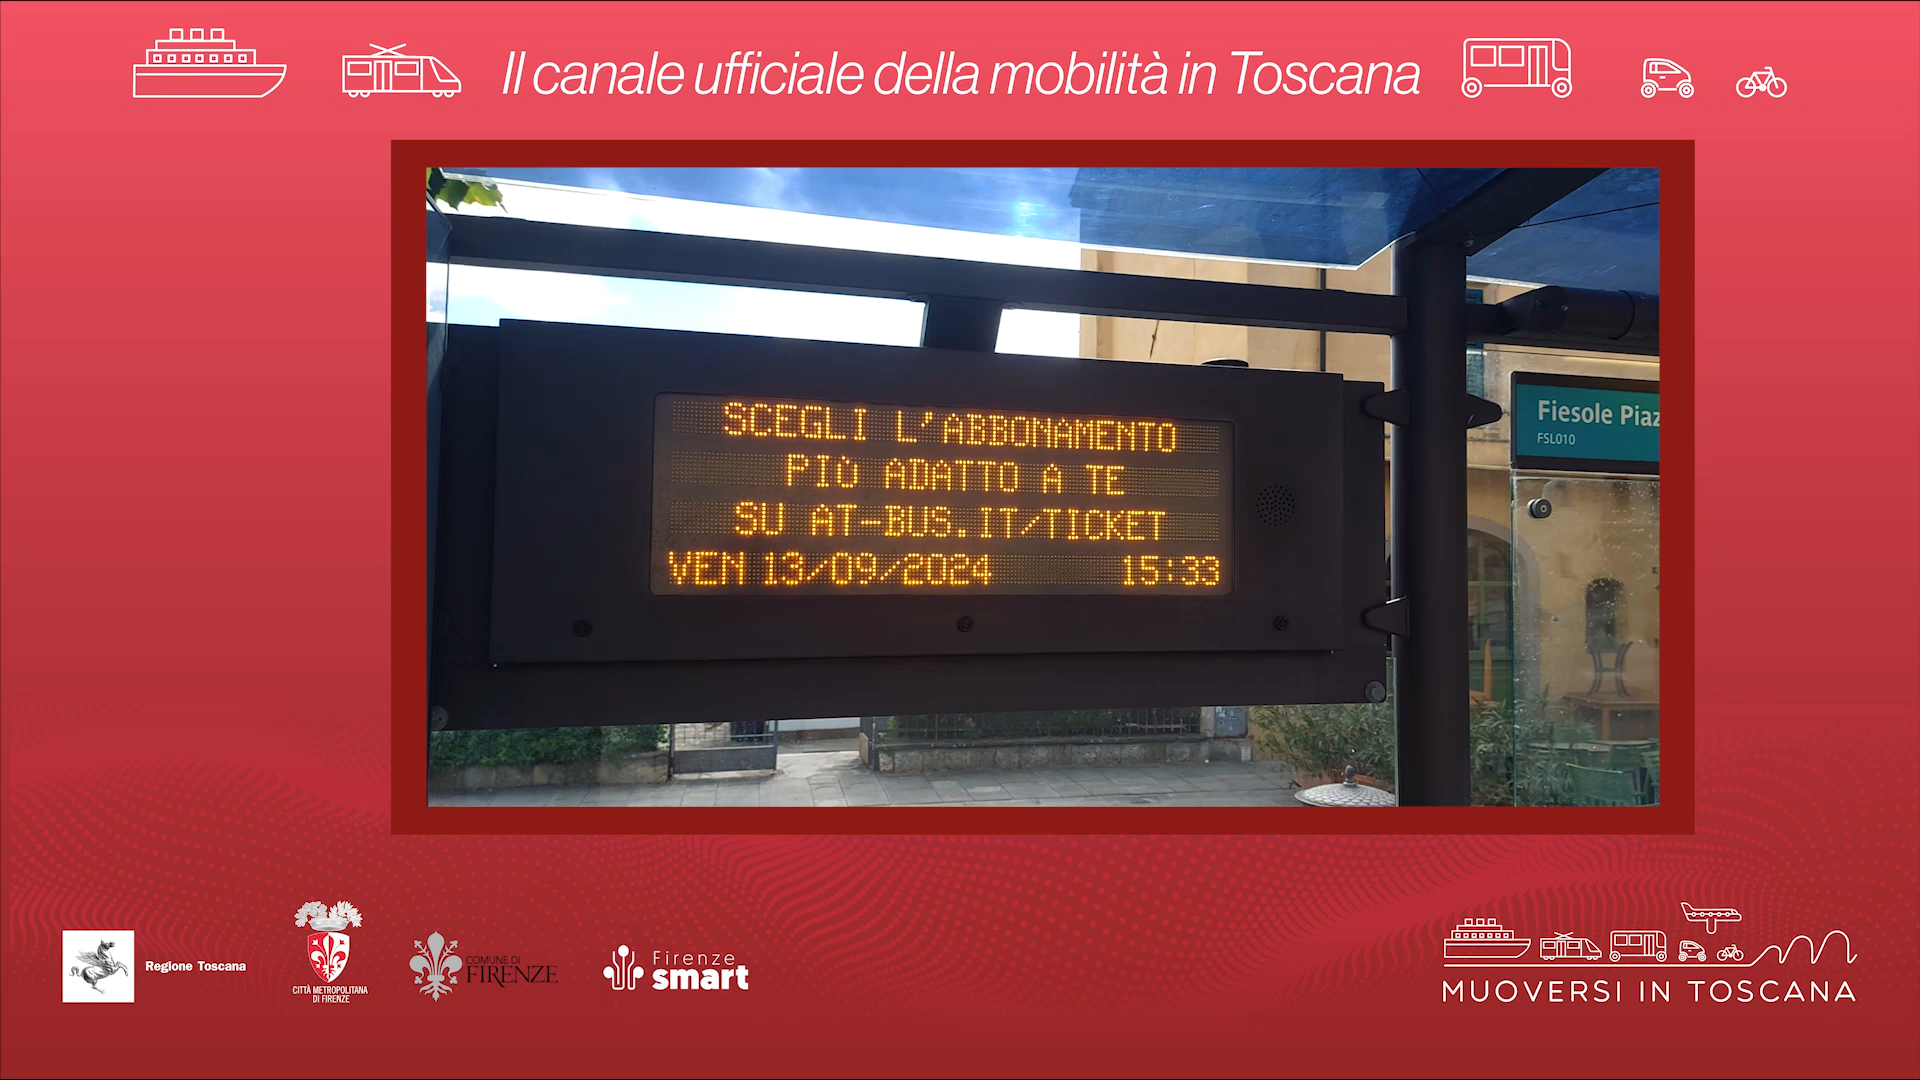 Il canale ufficiale della mobilità in Toscana
SCEGLI L'ABBONAMENTO
PIÙ ADATTO A TE
SU AT-BUS.IT/TICKET
VEN 13/09/2024 15:33
Fiesole Piaz
FSL010
Regione Toscana
CITTÀ METROPOLITANA
DI FIRENZE
COMUNE DI
FIRENZE
Firenze
smart
MUOVERSI IN TOSCANA